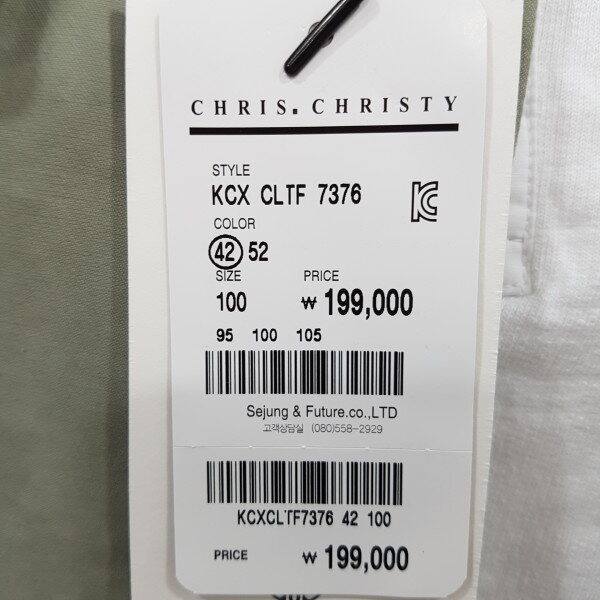 CHRIS. CHRISTY
STYLE
KCX CLTF 7376
COLOR
42 52
SIZE PRICE
100 ₩ 199,000
95 100 105
Sejung & Future.co.,LTD
고객상담실 (080)558-2929
KCXCLTF7376 42 100
PRICE ₩ 199,000